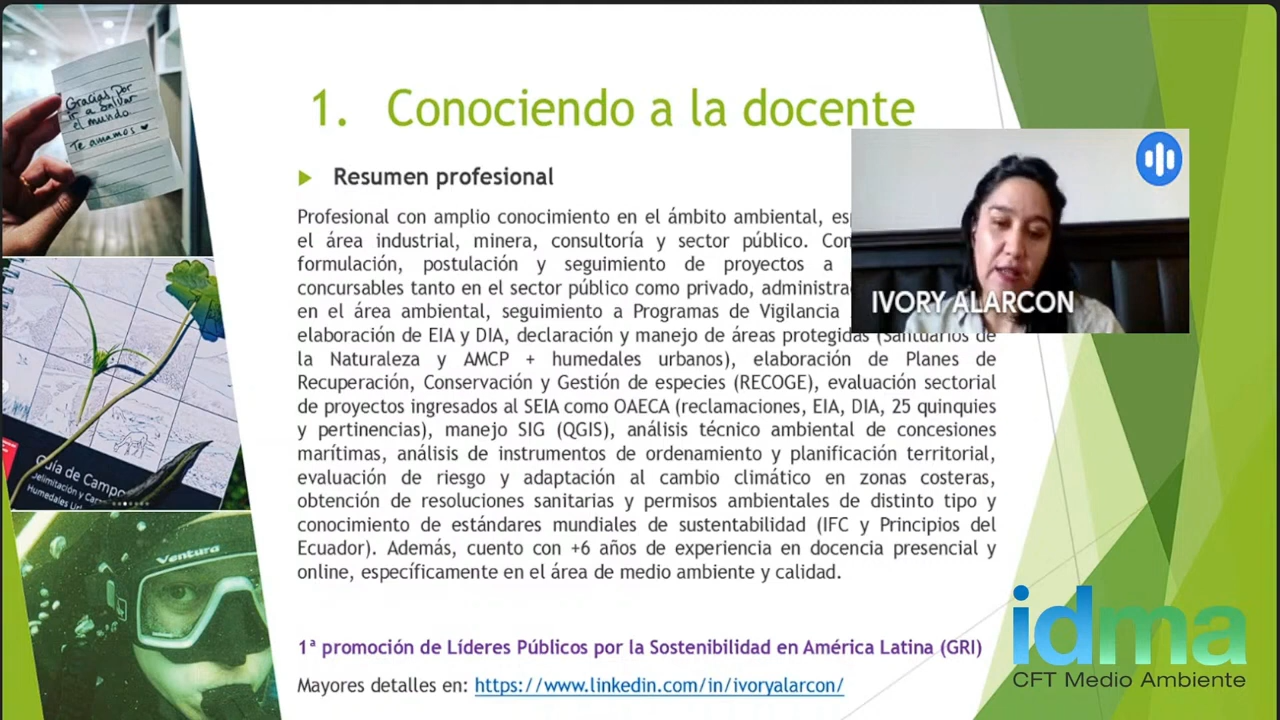 Gracias por
ir a salvar
el mundo
Te amamos ♥
1. Conociendo a la docente
Resumen profesional
Profesional con amplio conocimiento en el ámbito ambiental,
el área industrial, minera, consultoría y sector público.
formulación, postulación y seguimiento de proyectos a
concursables tanto en el sector público como privado,
en el área ambiental, seguimiento a Programas de Vigilancia
elaboración de EIA y DIA, declaración y manejo de áreas protegidas (Santuarios de
la Naturaleza y AMCP + humedales urbanos), elaboración de Planes de
Recuperación, Conservación y Gestión de especies (RECOGE), evaluación sectorial
de proyectos ingresados al SEIA como OAECA (reclamaciones, EIA, DIA, 25 quinquies
y pertinencias), manejo SIG (QGIS), análisis técnico ambiental de concesiones
marítimas, análisis de instrumentos de ordenamiento y planificación territorial,
evaluación de riesgo y adaptación al cambio climático en zonas costeras,
obtención de resoluciones sanitarias y permisos ambientales de distinto tipo y
conocimiento de estándares mundiales de sustentabilidad (IFC y Principios del
Ecuador). Además, cuento con +6 años de experiencia en docencia presencial y
online, específicamente en el área de medio ambiente y calidad.
1ª promoción de Líderes Públicos por la Sostenibilidad en América Latina (GRI)
Mayores detalles en: https://www.linkedin.com/in/ivoryalarcon/
IVORY ALARCON
Guía de Campo
Delimitación y
Humedales
Ventura
idma
CFT Medio Ambiente